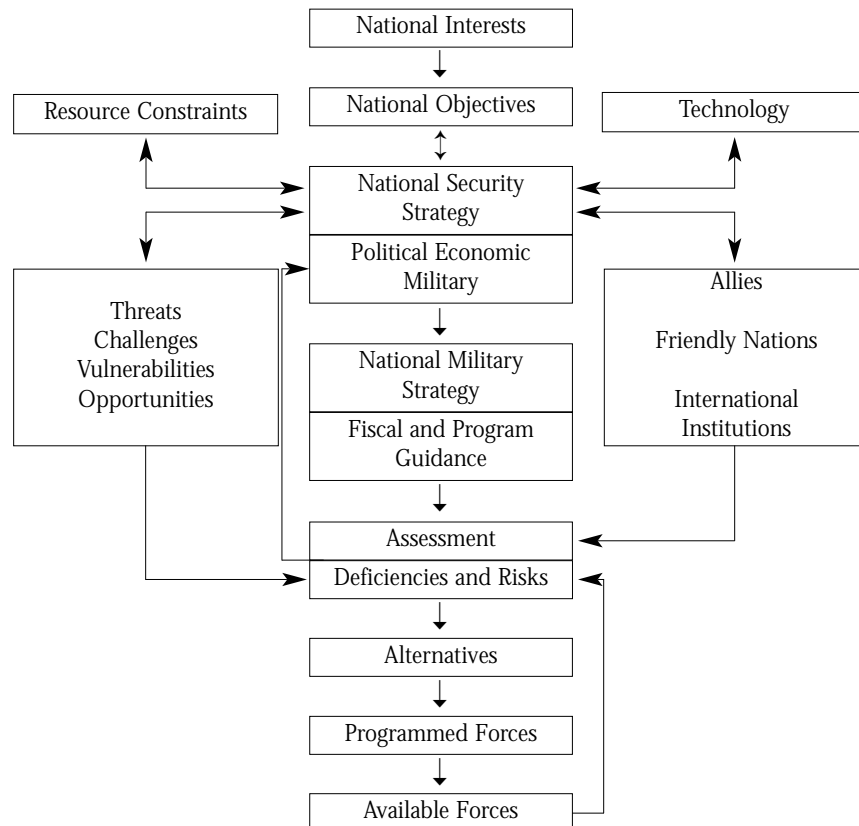 National Interests
National Objectives
Resource Constraints
Technology
National Security
Strategy
Political Economic
Military
Threats
Challenges
Vulnerabilities
Opportunities
Allies
Friendly Nations
International
Institutions
National Military
Strategy
Fiscal and Program
Guidance
Assessment
Deficiencies and Risks
Alternatives
Programmed Forces
Available Forces